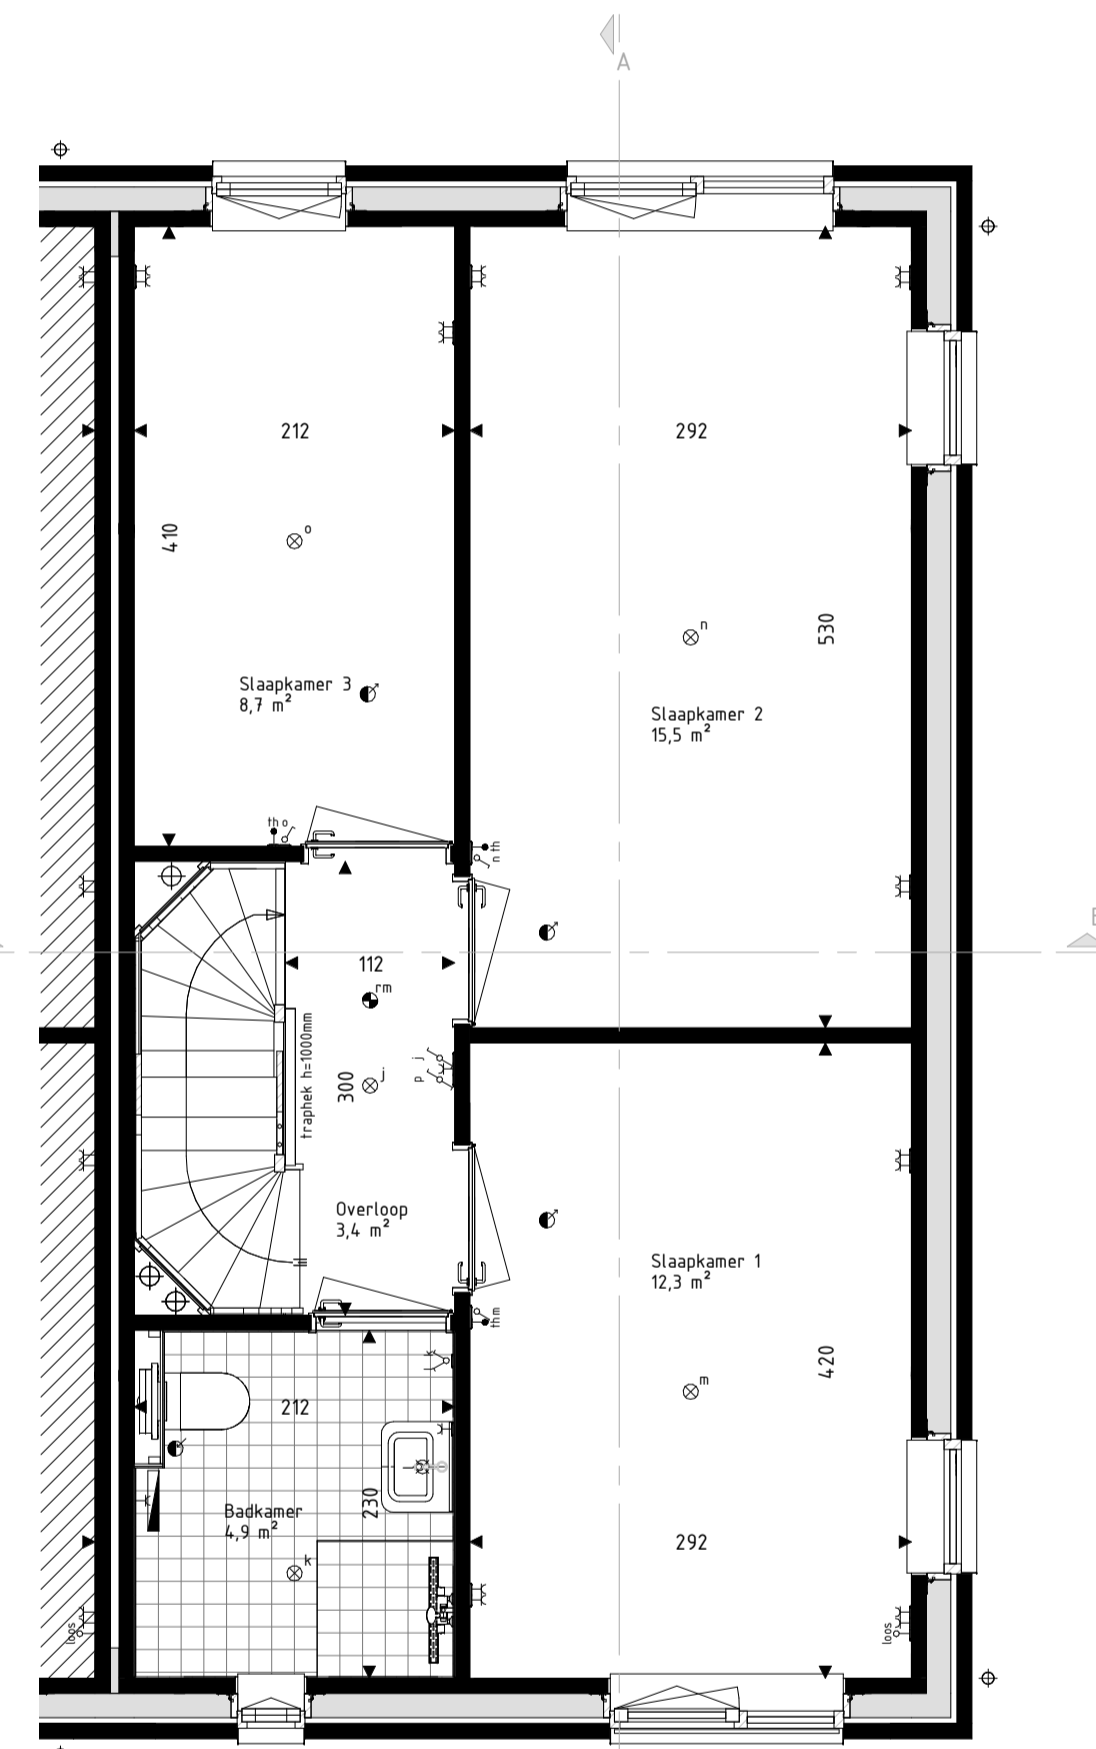 A
212
292
410
o
n
530
Slaapkamer 3
8,7 m²
Slaapkamer 2
15,5 m²
th o
th
n
E
112
rm
j
p
j
300
traphek h=1000mm
Overloop
3,4 m²
Slaapkamer 1
12,3 m²
thm
k
420
m
212
230
Badkamer
4,9 m²
k
292
loos
loos